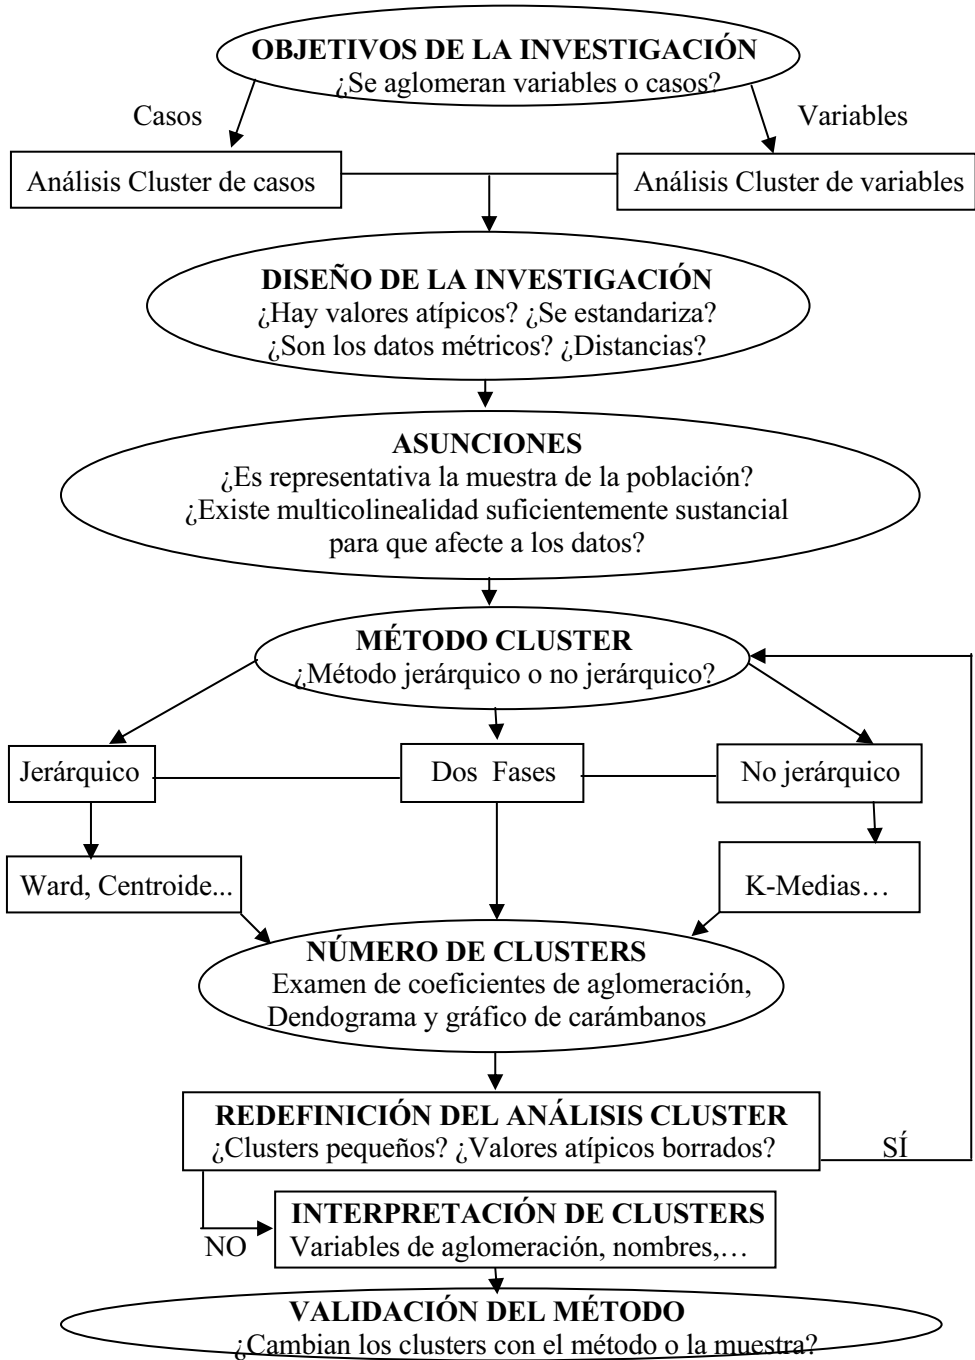 OBJETIVOS DE LA INVESTIGACIÓN
¿Se aglomeran variables o casos?
Casos
Variables
Análisis Cluster de casos
Análisis Cluster de variables
DISEÑO DE LA INVESTIGACIÓN
¿Hay valores atípicos? ¿Se estandariza?
¿Son los datos métricos? ¿Distancias?
ASUNCIONES
¿Es representativa la muestra de la población?
¿Existe multicolinealidad suficientemente sustancial
para que afecte a los datos?
MÉTODO CLUSTER
¿Método jerárquico o no jerárquico?
Jerárquico
Dos Fases
No jerárquico
Ward, Centroide...
K-Medias…
NÚMERO DE CLUSTERS
Examen de coeficientes de aglomeración,
Dendograma y gráfico de carámbanos
REDEFINICIÓN DEL ANÁLISIS CLUSTER
¿Clusters pequeños? ¿Valores atípicos borrados?
SÍ
NO
INTERPRETACIÓN DE CLUSTERS
Variables de aglomeración, nombres,…
VALIDACIÓN DEL MÉTODO
¿Cambian los clusters con el método o la muestra?